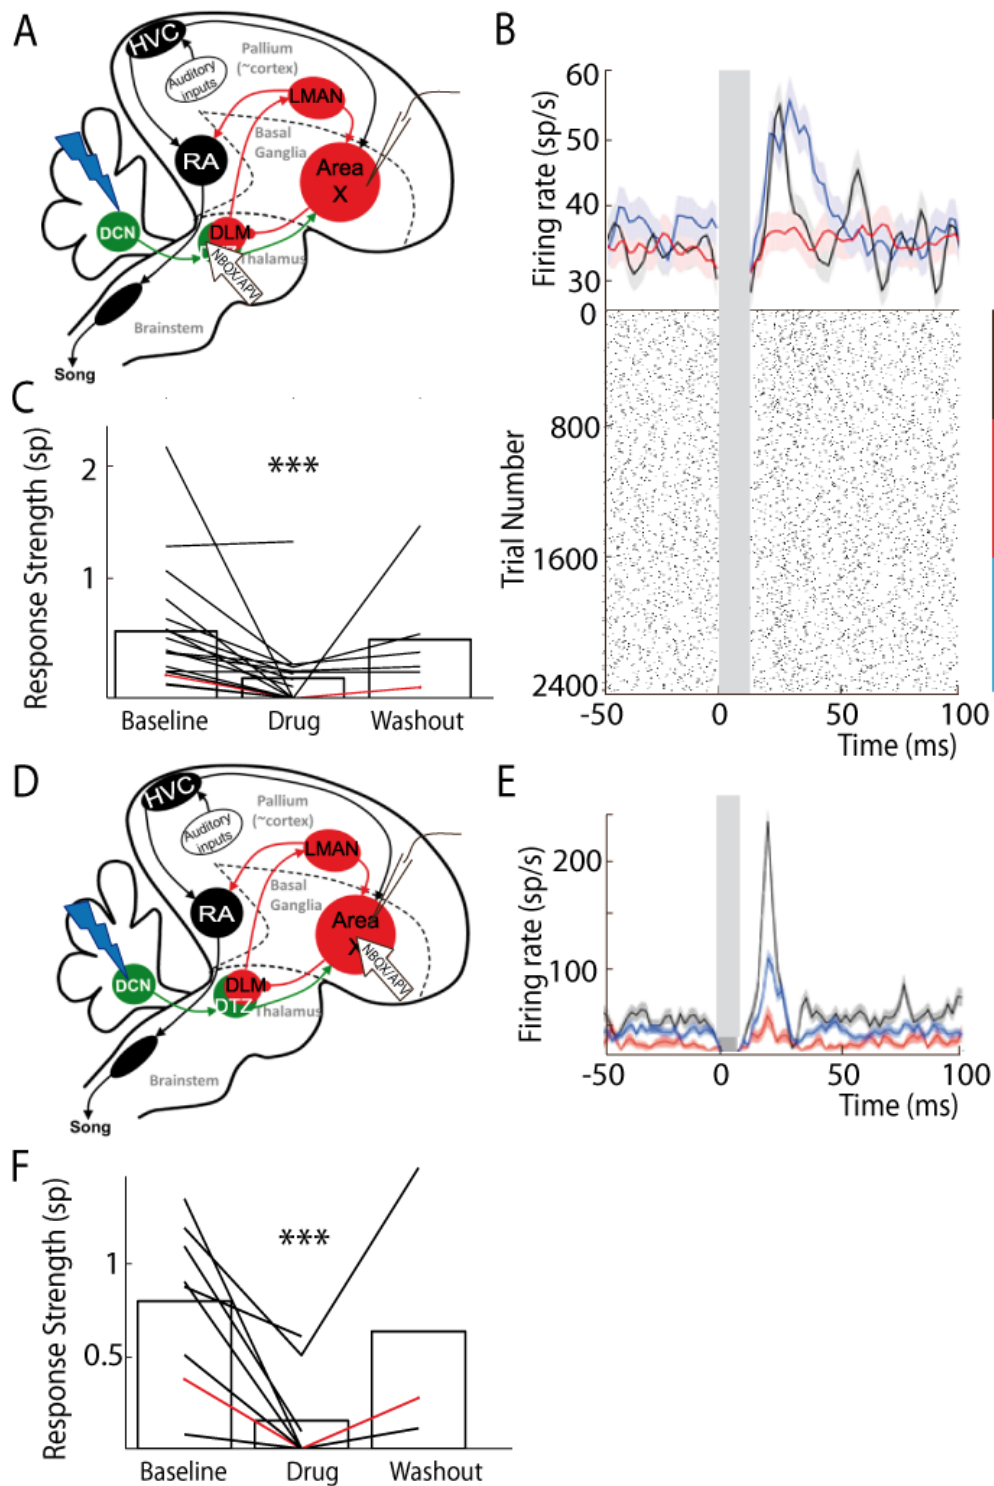 A
HVC
Auditory
inputs
Pallium
(~cortex)
LMAN
Basal
Ganglia
RA
Area
X
DCN
DLM
Thalamus
NBQX/APV
Brainstem
Song
B
Firing rate (sp/s)
60
50
40
30
0
800
1600
2400
Trial Number
-50
0
50
100
Time (ms)
C
Response Strength (sp)
2
1
***
Baseline
Drug
Washout
D
HVC
Auditory
inputs
Pallium
(~cortex)
LMAN
Basal
Ganglia
RA
Area
X
NBQX/APV
DCN
DLM
DTZ
Thalamus
Brainstem
Song
E
Firing rate (sp/s)
200
100
-50
0
50
100
Time (ms)
F
Response Strength (sp)
1
0.5
***
Baseline
Drug
Washout